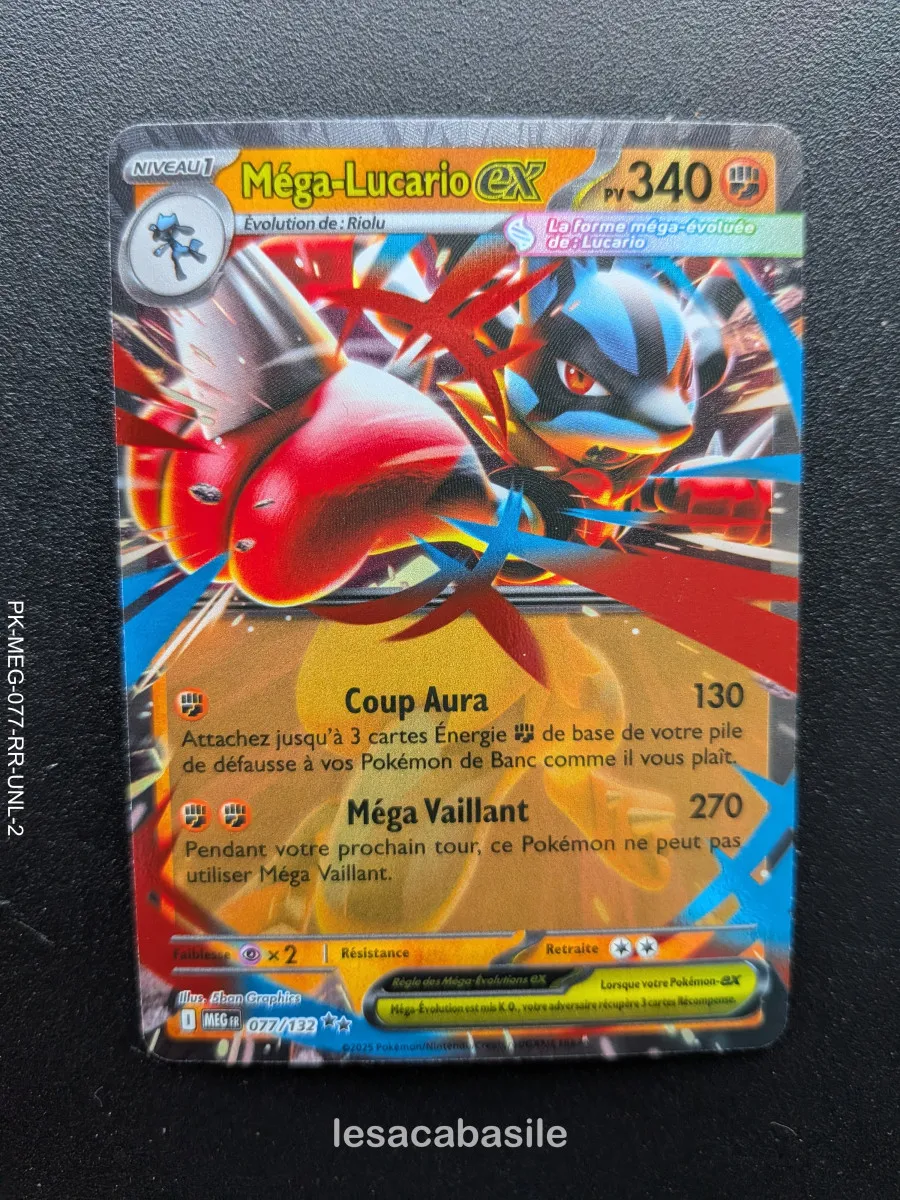 NIVEAU 1
Méga-Lucario ex
PV 340
Évolution de : Riolu
La forme méga-évoluée
de : Lucario
Coup Aura 130
Attachez jusqu'à 3 cartes Énergie de base de votre pile
de défausse à vos Pokémon de Banc comme il vous plaît.
Méga Vaillant 270
Pendant votre prochain tour, ce Pokémon ne peut pas
utiliser Méga Vaillant.
Faiblesse ×2 Résistance Retraite
Règle des Méga-Évolutions ex Lorsque votre Pokémon-ex
Méga-Évolution est mis K.O., votre adversaire récupère 3 cartes Récompense.
Illus. 5ban Graphics
I MEG FR 077/132
©2025 Pokémon/Nintendo
PK-MEG-077-RR-UNL-2
lesacabasile